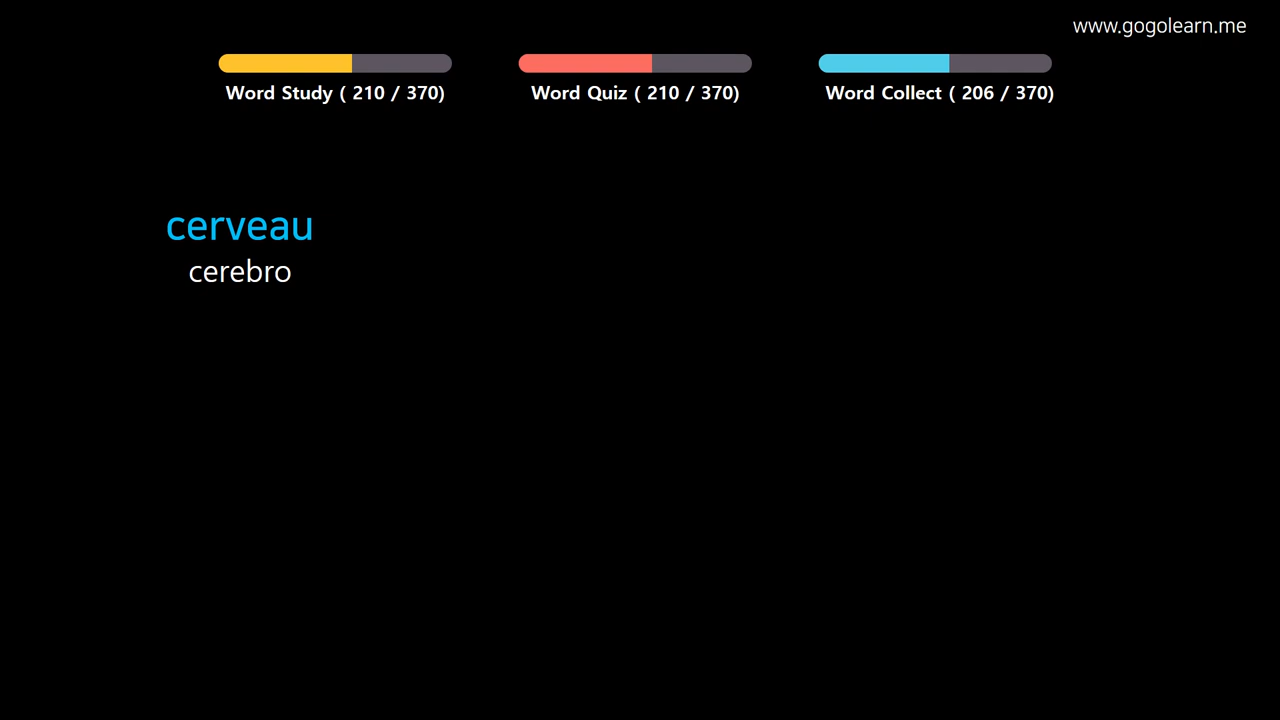 www.gogolearn.me
Word Study ( 210 / 370)
Word Quiz ( 210 / 370)
Word Collect ( 206 / 370)
cerveau
cerebro